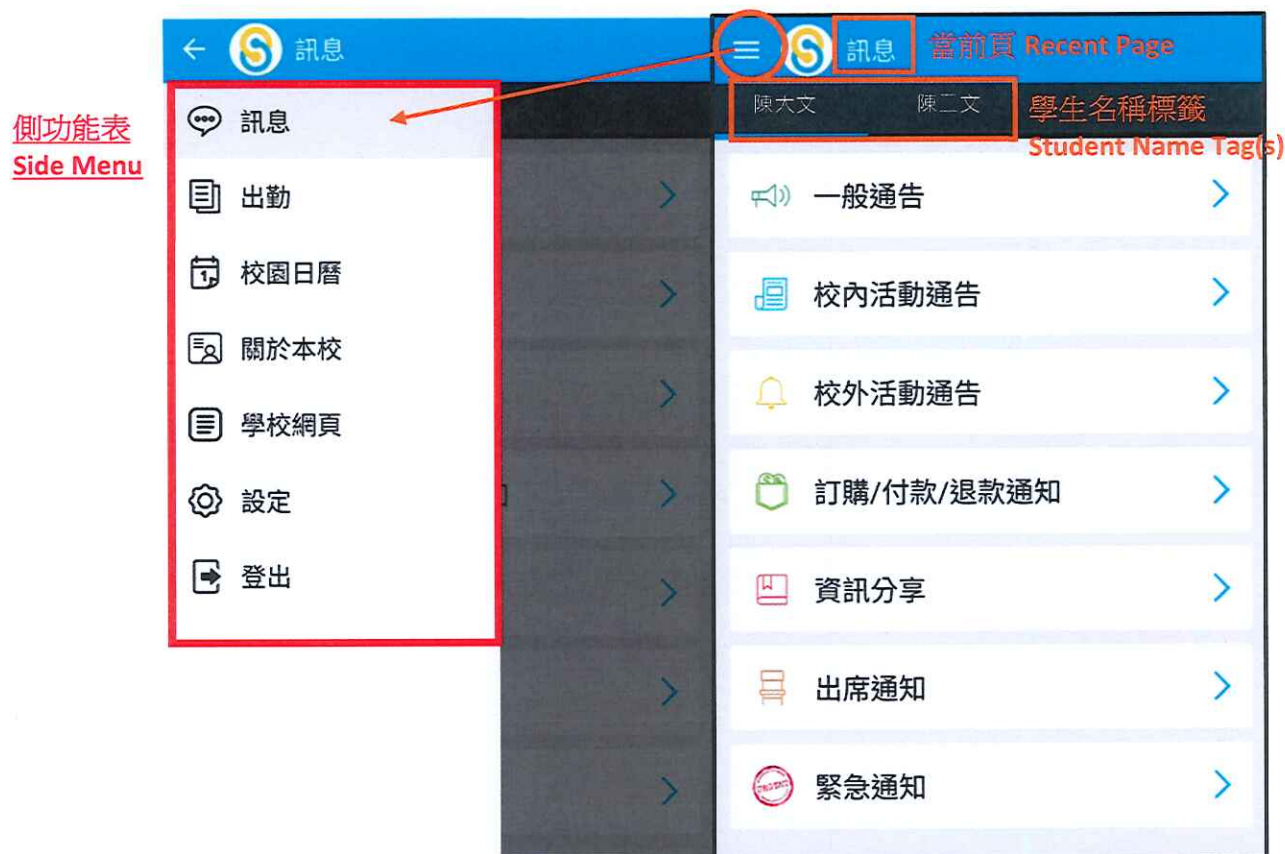 側功能表
Side Menu
訊息
訊息
出勤
校園日曆
關於本校
學校網頁
設定
登出
訊息
當前頁 Recent Page
陳大文
陳二文
學生名稱標籤
Student Name Tag(s)
一般通告
校內活動通告
校外活動通告
訂購/付款/退款通知
資訊分享
出席通知
緊急通知